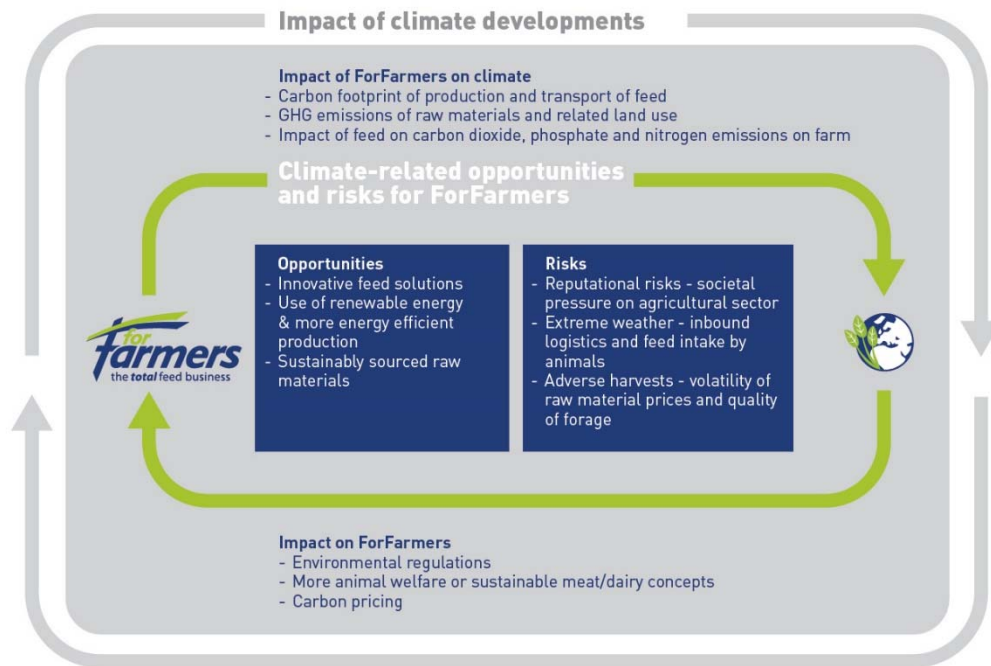 Impact of climate developments
Impact of ForFarmers on climate
- Carbon footprint of production and transport of feed
- GHG emissions of raw materials and related land use
- Impact of feed on carbon dioxide, phosphate and nitrogen emissions on farm
Climate-related opportunities
and risks for ForFarmers
Opportunities
- Innovative feed solutions
- Use of renewable energy
& more energy efficient
production
- Sustainably sourced raw
materials
Risks
- Reputational risks - societal
pressure on agricultural sector
- Extreme weather - inbound
logistics and feed intake by
animals
- Adverse harvests - volatility of
raw material prices and quality
of forage
for
farmers
the total feed business
Impact on ForFarmers
- Environmental regulations
- More animal welfare or sustainable meat/dairy concepts
- Carbon pricing